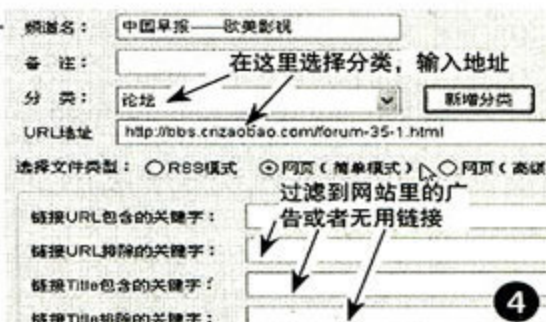 频道名： 中国早报——欧美影视
备 注：
在这里选择分类，输入地址
分 类： 论坛 新增分类
URL地址 http://bbs.cnzaobao.com/forum-35-1.html
选择文件类型： RSS模式 网页（简单模式） 网页（高级
过滤到网站里的广
告或者无用链接
链接URL包含的关键字：
链接URL排除的关键字：
链接Title包含的关键字：
链接Title排除的关键字：
4